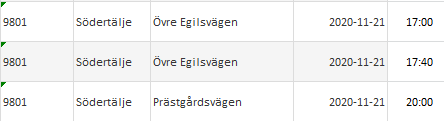 9801 Södertälje Övre Egilsvägen 2020-11-21 17:00
9801 Södertälje Övre Egilsvägen 2020-11-21 17:40
9801 Södertälje Prästgårdsvägen 2020-11-21 20:00